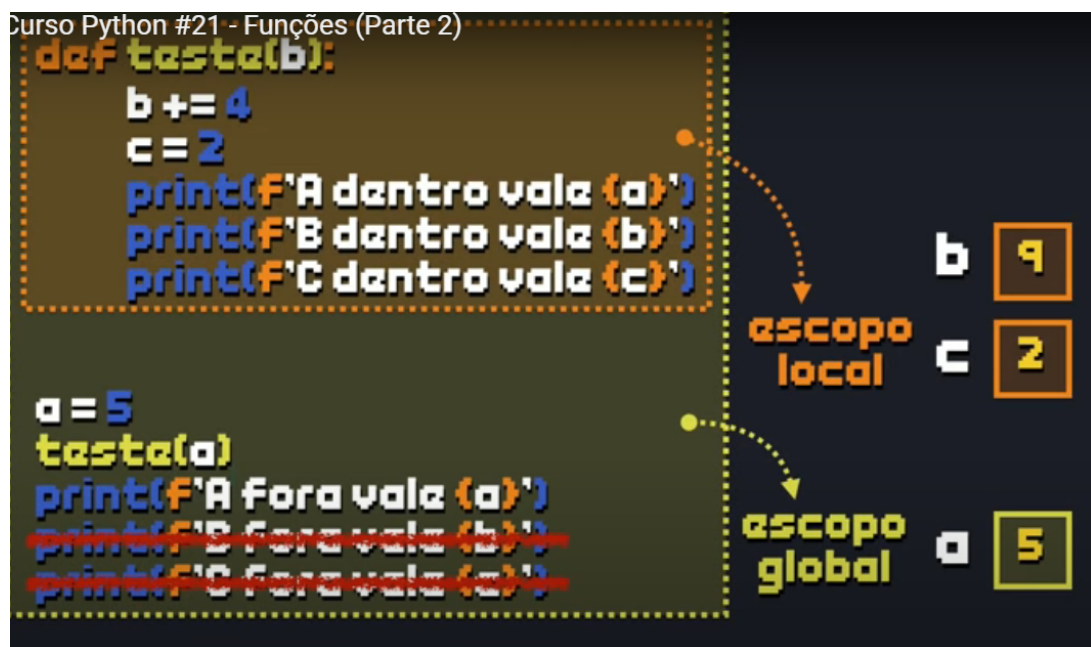 Curso Python #21 - Funções (Parte 2)
def teste(b):
b += 4
c = 2
print(f'A dentro vale {a}')
print(f'B dentro vale {b}')
print(f'C dentro vale {c}')
a = 5
teste(a)
print(f'A fora vale {a}')
print(f'B fora vale {b}')
print(f'C fora vale {c}')
escopo
local
b 9
c 2
escopo
global
a 5